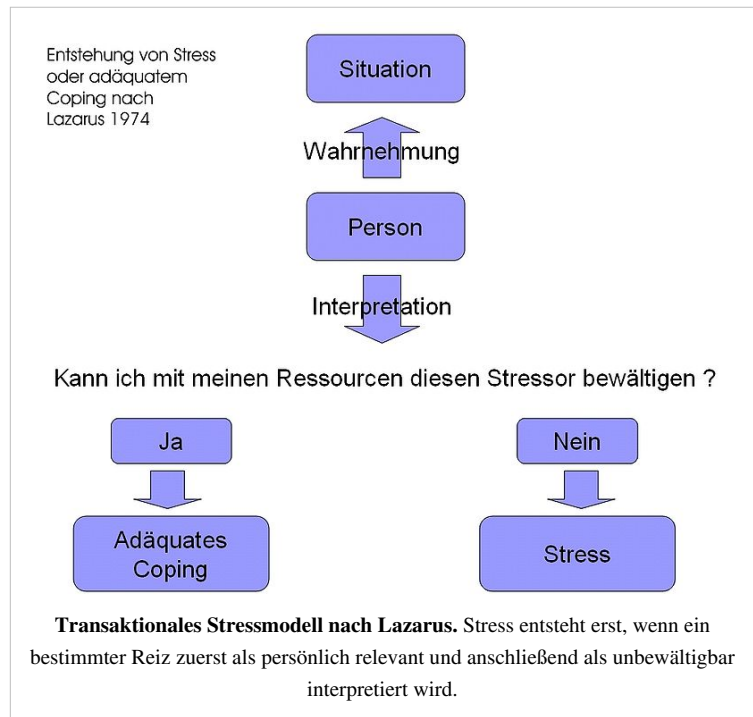 Entstehung von Stress
oder adäquatem
Coping nach
Lazarus 1974
Situation
Wahrnehmung
Person
Interpretation
Kann ich mit meinen Ressourcen diesen Stressor bewältigen ?
Ja
Nein
Adäquates
Coping
Stress
Transaktionales Stressmodell nach Lazarus. Stress entsteht erst, wenn ein
bestimmter Reiz zuerst als persönlich relevant und anschließend als unbewältigbar
interpretiert wird.